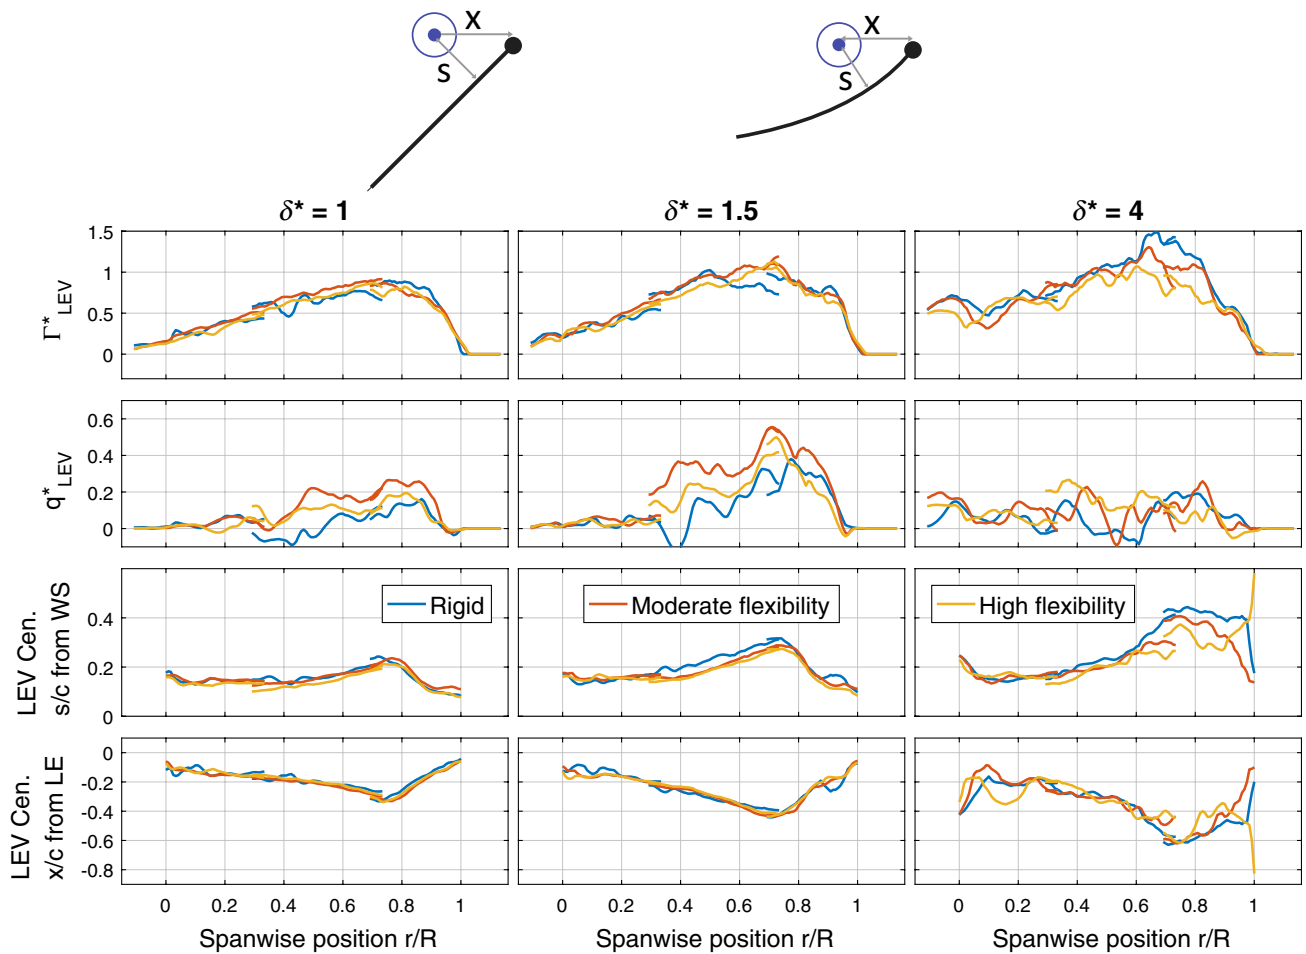 X
S
X
S
δ* = 1
δ* = 1.5
δ* = 4
Γ*LEV
1.5
1
0.5
0
q*LEV
0.6
0.4
0.2
0
LEV Cen.
s/c from WS
0.4
0.2
0
Rigid
Moderate flexibility
High flexibility
LEV Cen.
x/c from LE
0
-0.2
-0.4
-0.6
-0.8
0 0.2 0.4 0.6 0.8 1
0 0.2 0.4 0.6 0.8 1
0 0.2 0.4 0.6 0.8 1
Spanwise position r/R
Spanwise position r/R
Spanwise position r/R